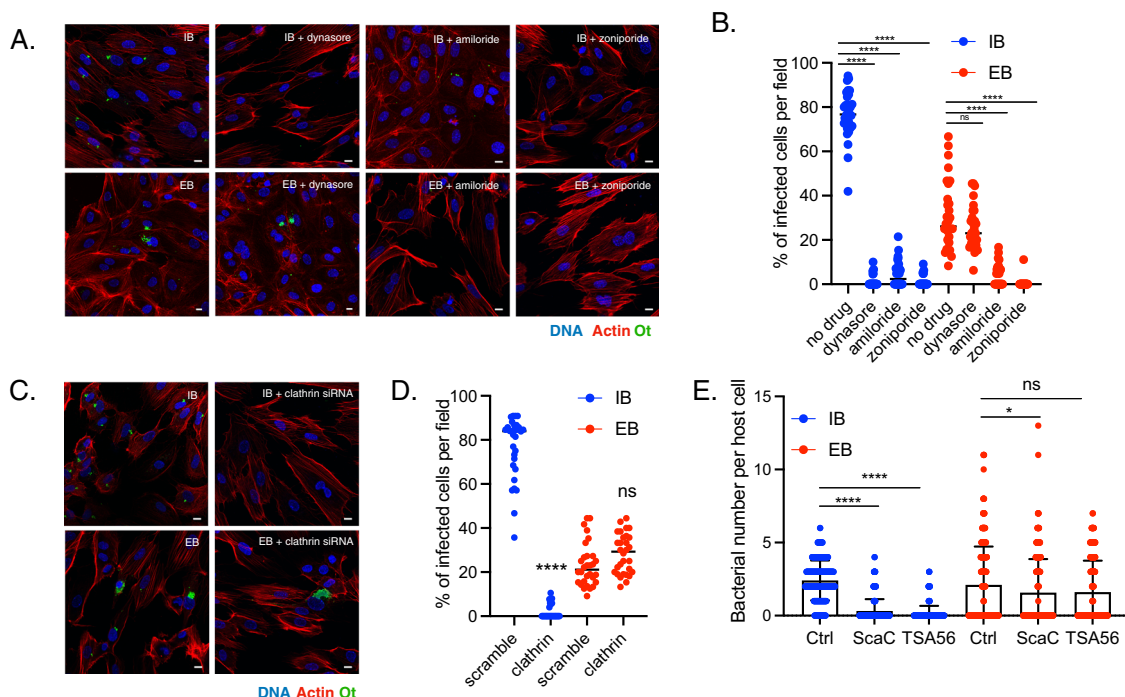 A.
IB
IB + dynasore
IB + amiloride
IB + zoniporide
EB
EB + dynasore
EB + amiloride
EB + zoniporide
DNA Actin Ot
B.
IB
EB
****
****
****
****
****
ns
% of infected cells per field
100
80
60
40
20
0
no drug
dynasore
amiloride
zoniporide
no drug
dynasore
amiloride
zoniporide
C.
IB
IB + clathrin siRNA
EB
EB + clathrin siRNA
DNA Actin Ot
D.
IB
EB
% of infected cells per field
100
80
60
40
20
0
****
ns
scramble
clathrin
scramble
clathrin
E.
IB
EB
ns
*
****
****
Bacterial number per host cell
15
10
5
0
Ctrl ScaC TSA56 Ctrl ScaC TSA56